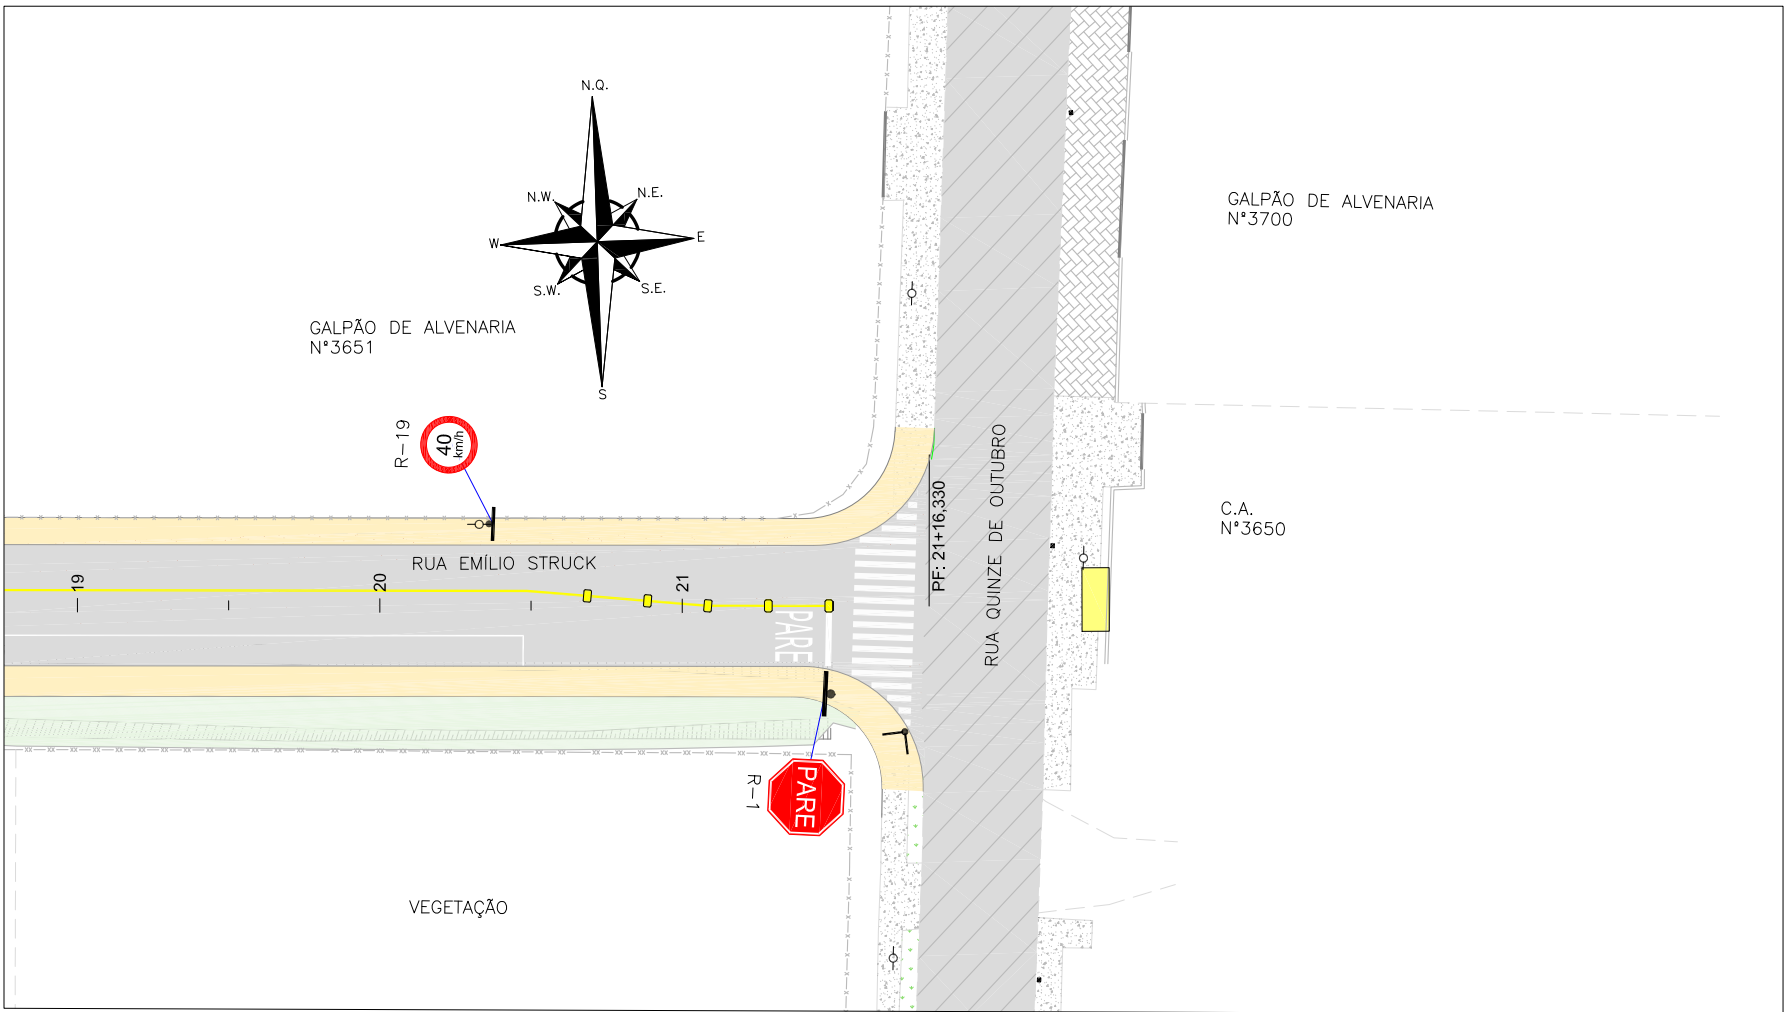 N.Q.
N.W.
N.E.
W
E
S.W.
S.E.
S
GALPÃO DE ALVENARIA
N°3700
GALPÃO DE ALVENARIA
N°3651
R-19
40
km/h
C.A.
N°3650
RUA EMÍLIO STRUCK
19
20
21
PARE
PF: 21+16,330
RUA QUINZE DE OUTUBRO
R-1
PARE
VEGETAÇÃO